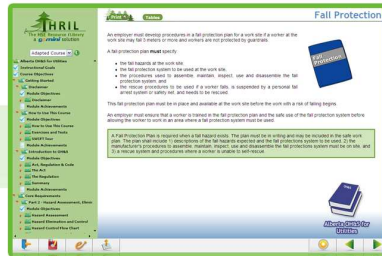 THRIL
The HSE Resource Library
a gemini solution
Adapted Course
Alberta OH&S for Utilities
Instructional Goals
Course Objectives
Getting Started
Disclaimer
Module Objectives
Disclaimer
Module Achievements
How to Use This Course
Module Objectives
How to Use This Course
Exercises and Tests
SMART Tour
Module Achievements
Introduction to OH&S
Module Objectives
Act, Regulation & Code
The Act
The Regulation
Summary
Module Achievements
Core Requirements
Part 2 - Hazard Assessment, Elimi
Module Objectives
Hazard Assessment
Hazard Elimination and Control
Hazard Control Flow Chart
Print
Tables
Fall Protection
An employer must develop procedures in a fall protection plan for a work site if a worker at the
work site may fall 3 meters or more and workers are not protected by guardrails.
A fall protection plan must specify
the fall hazards at the work site,
the fall protection system to be used at the work site,
the procedures used to assemble, maintain, inspect, use and disassemble the fall
protection system, and
the rescue procedures to be used if a worker falls, is suspended by a personal fall
arrest system or safety net, and needs to be rescued.
This fall protection plan must be in place and available at the work site before the work with a risk of falling begins.
An employer must ensure that a worker is trained in the fall protection plan and the safe use of the fall protection system before
allowing the worker to work in an area where a fall protection system must be used.
A Fall Protection Plan is required where a fall hazard exists. The plan must be in writing and may be included in the safe work
plan. The plan shall include 1) descriptions of the fall hazards expected and the fall protections system to be used, 2) the
manufacturer's procedures to assemble, maintain, inspect, use and disassemble the fall protections system must be on site, and
3) a rescue system and procedures where a worker is unable to self-rescue.
Fall
Protection
Alberta OH&S for
Utilities